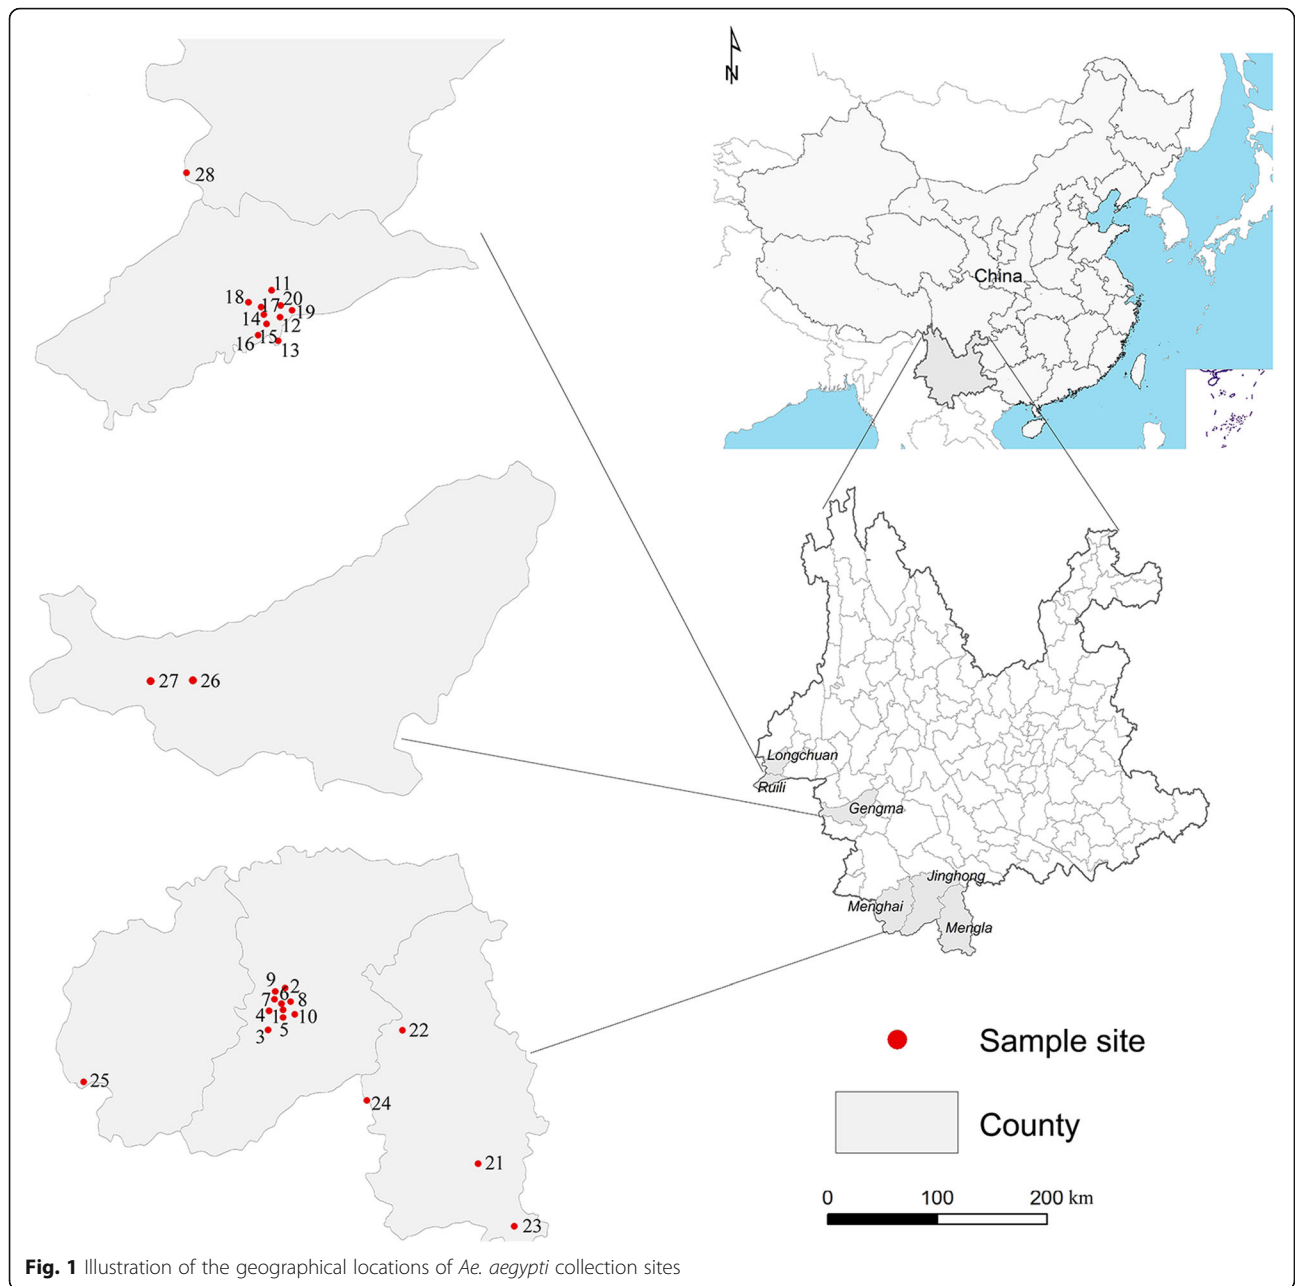 N
China
28
11
18
17
20
19
14
12
15
16
13
27
26
Longchuan
Ruili
Gengma
Jinghong
Menghai
Mengla
9
2
6
7
8
4
1
10
5
3
22
25
24
21
23
Sample site
County
0 100 200 km
Fig. 1 Illustration of the geographical locations of Ae. aegypti collection sites